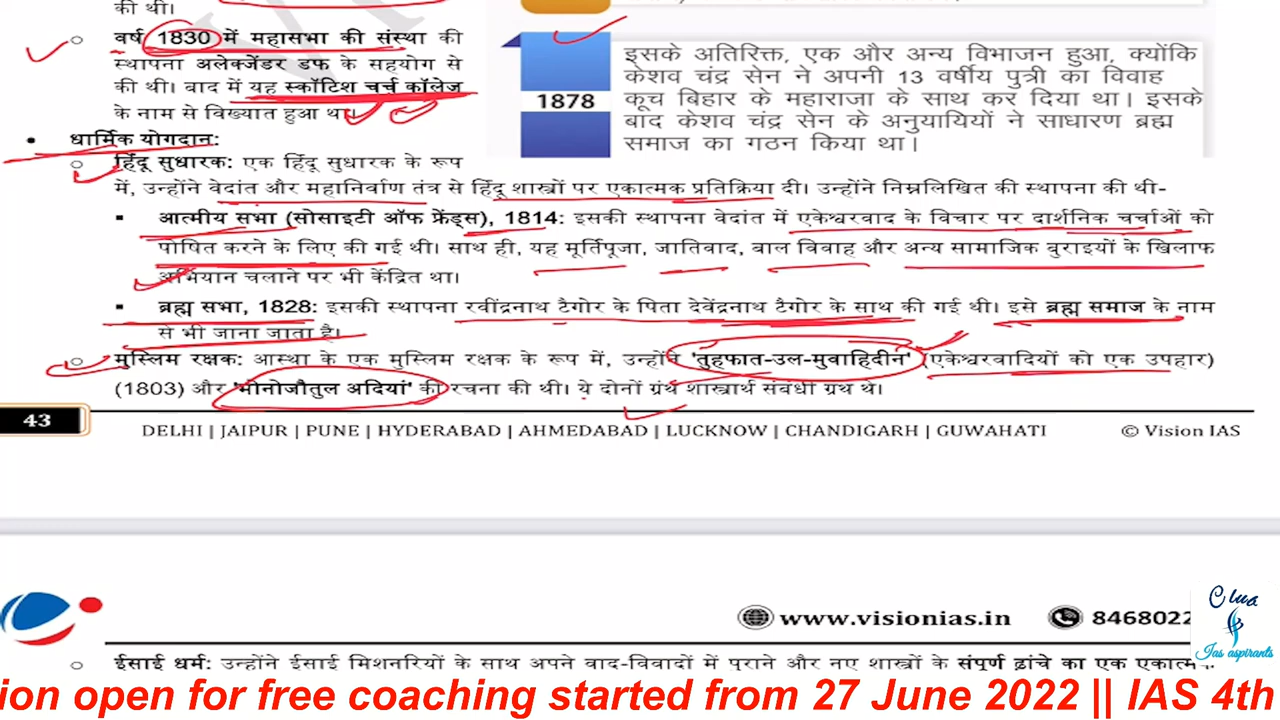 की थी।
वर्ष 1830 में महासभा की संस्था की
स्थापना अलेक्जेंडर डफ के सहयोग से
की थी। बाद में यह स्कॉटिश चर्च कॉलेज
के नाम से विख्यात हुआ था।
1878
इसके अतिरिक्त, एक और अन्य विभाजन हुआ, क्योंकि
केशव चंद्र सेन ने अपनी 13 वर्षीय पुत्री का विवाह
कूच बिहार के महाराजा के साथ कर दिया था। इसके
बाद केशव चंद्र सेन के अनुयायियों ने साधारण ब्रह्म
समाज का गठन किया था।
• धार्मिक योगदान:
हिंदू सुधारक: एक हिंदू सुधारक के रूप
में, उन्होंने वेदांत और महानिर्वाण तंत्र से हिंदू शास्त्रों पर एकात्मक प्रतिक्रिया दी। उन्होंने निम्नलिखित की स्थापना की थी-
▪ आत्मीय सभा (सोसाइटी ऑफ फ्रेंड्स), 1814: इसकी स्थापना वेदांत में एकेश्वरवाद के विचार पर दार्शनिक चर्चाओं को
पोषित करने के लिए की गई थी। साथ ही, यह मूर्तिपूजा, जातिवाद, बाल विवाह और अन्य सामाजिक बुराइयों के खिलाफ
अभियान चलाने पर भी केंद्रित था।
▪ ब्रह्म सभा, 1828: इसकी स्थापना रवींद्रनाथ टैगोर के पिता देवेंद्रनाथ टैगोर के साथ की गई थी। इसे ब्रह्म समाज के नाम
से भी जाना जाता है।
मुस्लिम रक्षक: आस्था के एक मुस्लिम रक्षक के रूप में, उन्होंने 'तुहफात-उल-मुवाहिदीन' (एकेश्वरवादियों को एक उपहार)
(1803) और 'मोनोजौतुल अदियां' की रचना की थी। ये दोनों ग्रंथ शास्त्रार्थ संबंधी ग्रथ थे।
43
DELHI | JAIPUR | PUNE | HYDERABAD | AHMEDABAD | LUCKNOW | CHANDIGARH | GUWAHATI
© Vision IAS
www.visionias.in
8468022
Clue
Ias aspirants
ईसाई धर्म: उन्होंने ईसाई मिशनरियों के साथ अपने वाद-विवादों में पुराने और नए शास्त्रों के संपूर्ण ढ़ांचे का एक एकात्मक
ion open for free coaching started from 27 June 2022 || IAS 4th